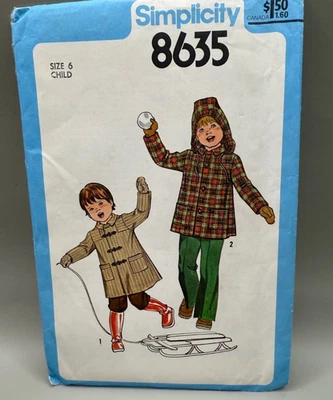 Simplicity
8635
$1.50
CANADA 1.60
SIZE 6
CHILD
2
1